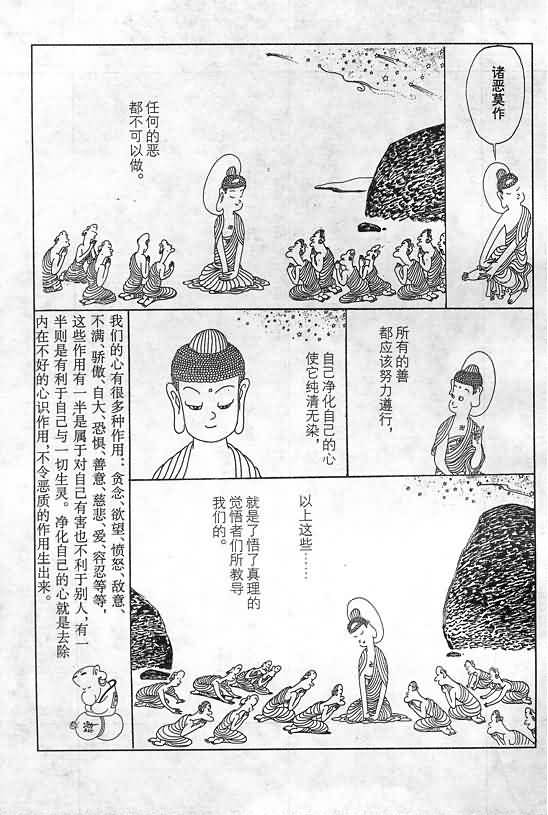 诸恶莫作
任何的恶
都不可以做。
所有的善
都应该努力遵行，
自己净化自己的心
使它纯清无染，
以上这些……
就是了悟了真理的
觉悟者们所教导
我们的。
我们的心有很多种作用：贪念、欲望、愤怒、敌意、
不满、骄傲、自大、恐惧、善意、慈悲、爱、容忍等等，
这些作用有一半是属于对自己有害也不利于别人，有一
半则是有利于自己与一切生灵。净化自己的心就是去除
内在不好的心识作用，不令恶质的作用生出来。